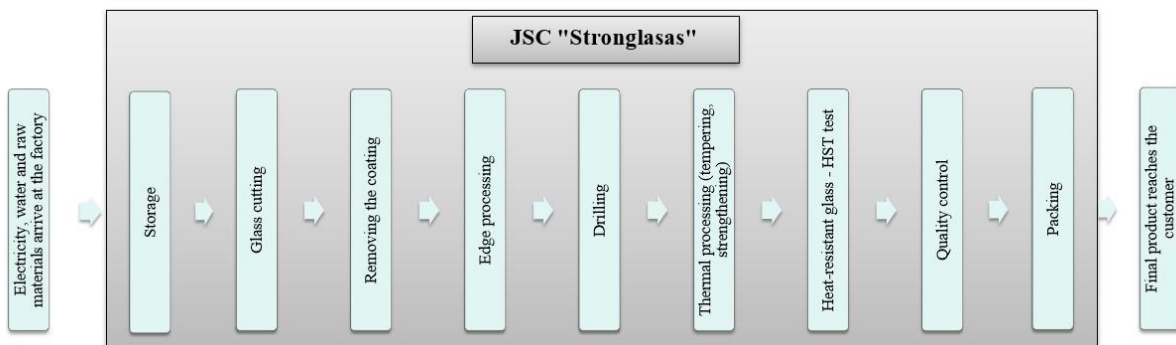 JSC "Stronglasas"
Electricity, water and raw
materials arrive at the factory
Storage
Glass cutting
Removing the coating
Edge processing
Drilling
Thermal processing (tempering,
strengthening)
Heat-resistant glass - HST test
Quality control
Packing
Final product reaches the
customer